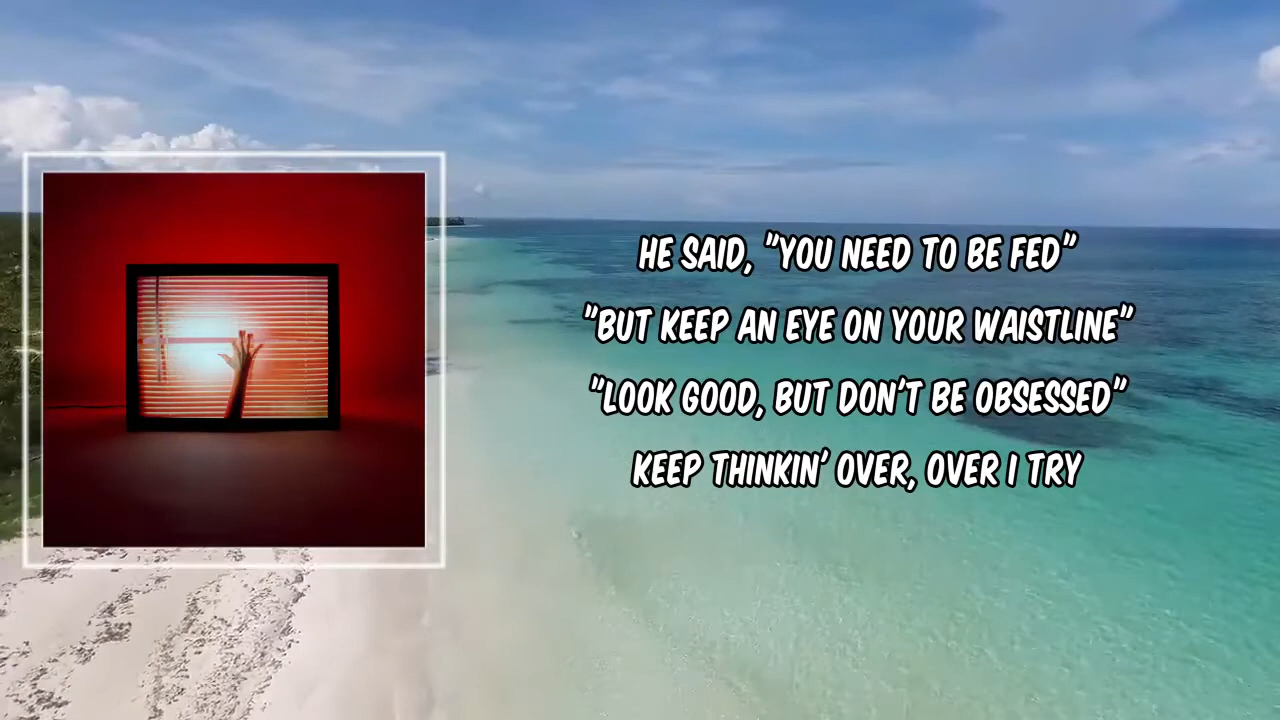 HE SAID, "YOU NEED TO BE FED"
"BUT KEEP AN EYE ON YOUR WAISTLINE"
"LOOK GOOD, BUT DON'T BE OBSESSED"
KEEP THINKIN' OVER, OVER I TRY